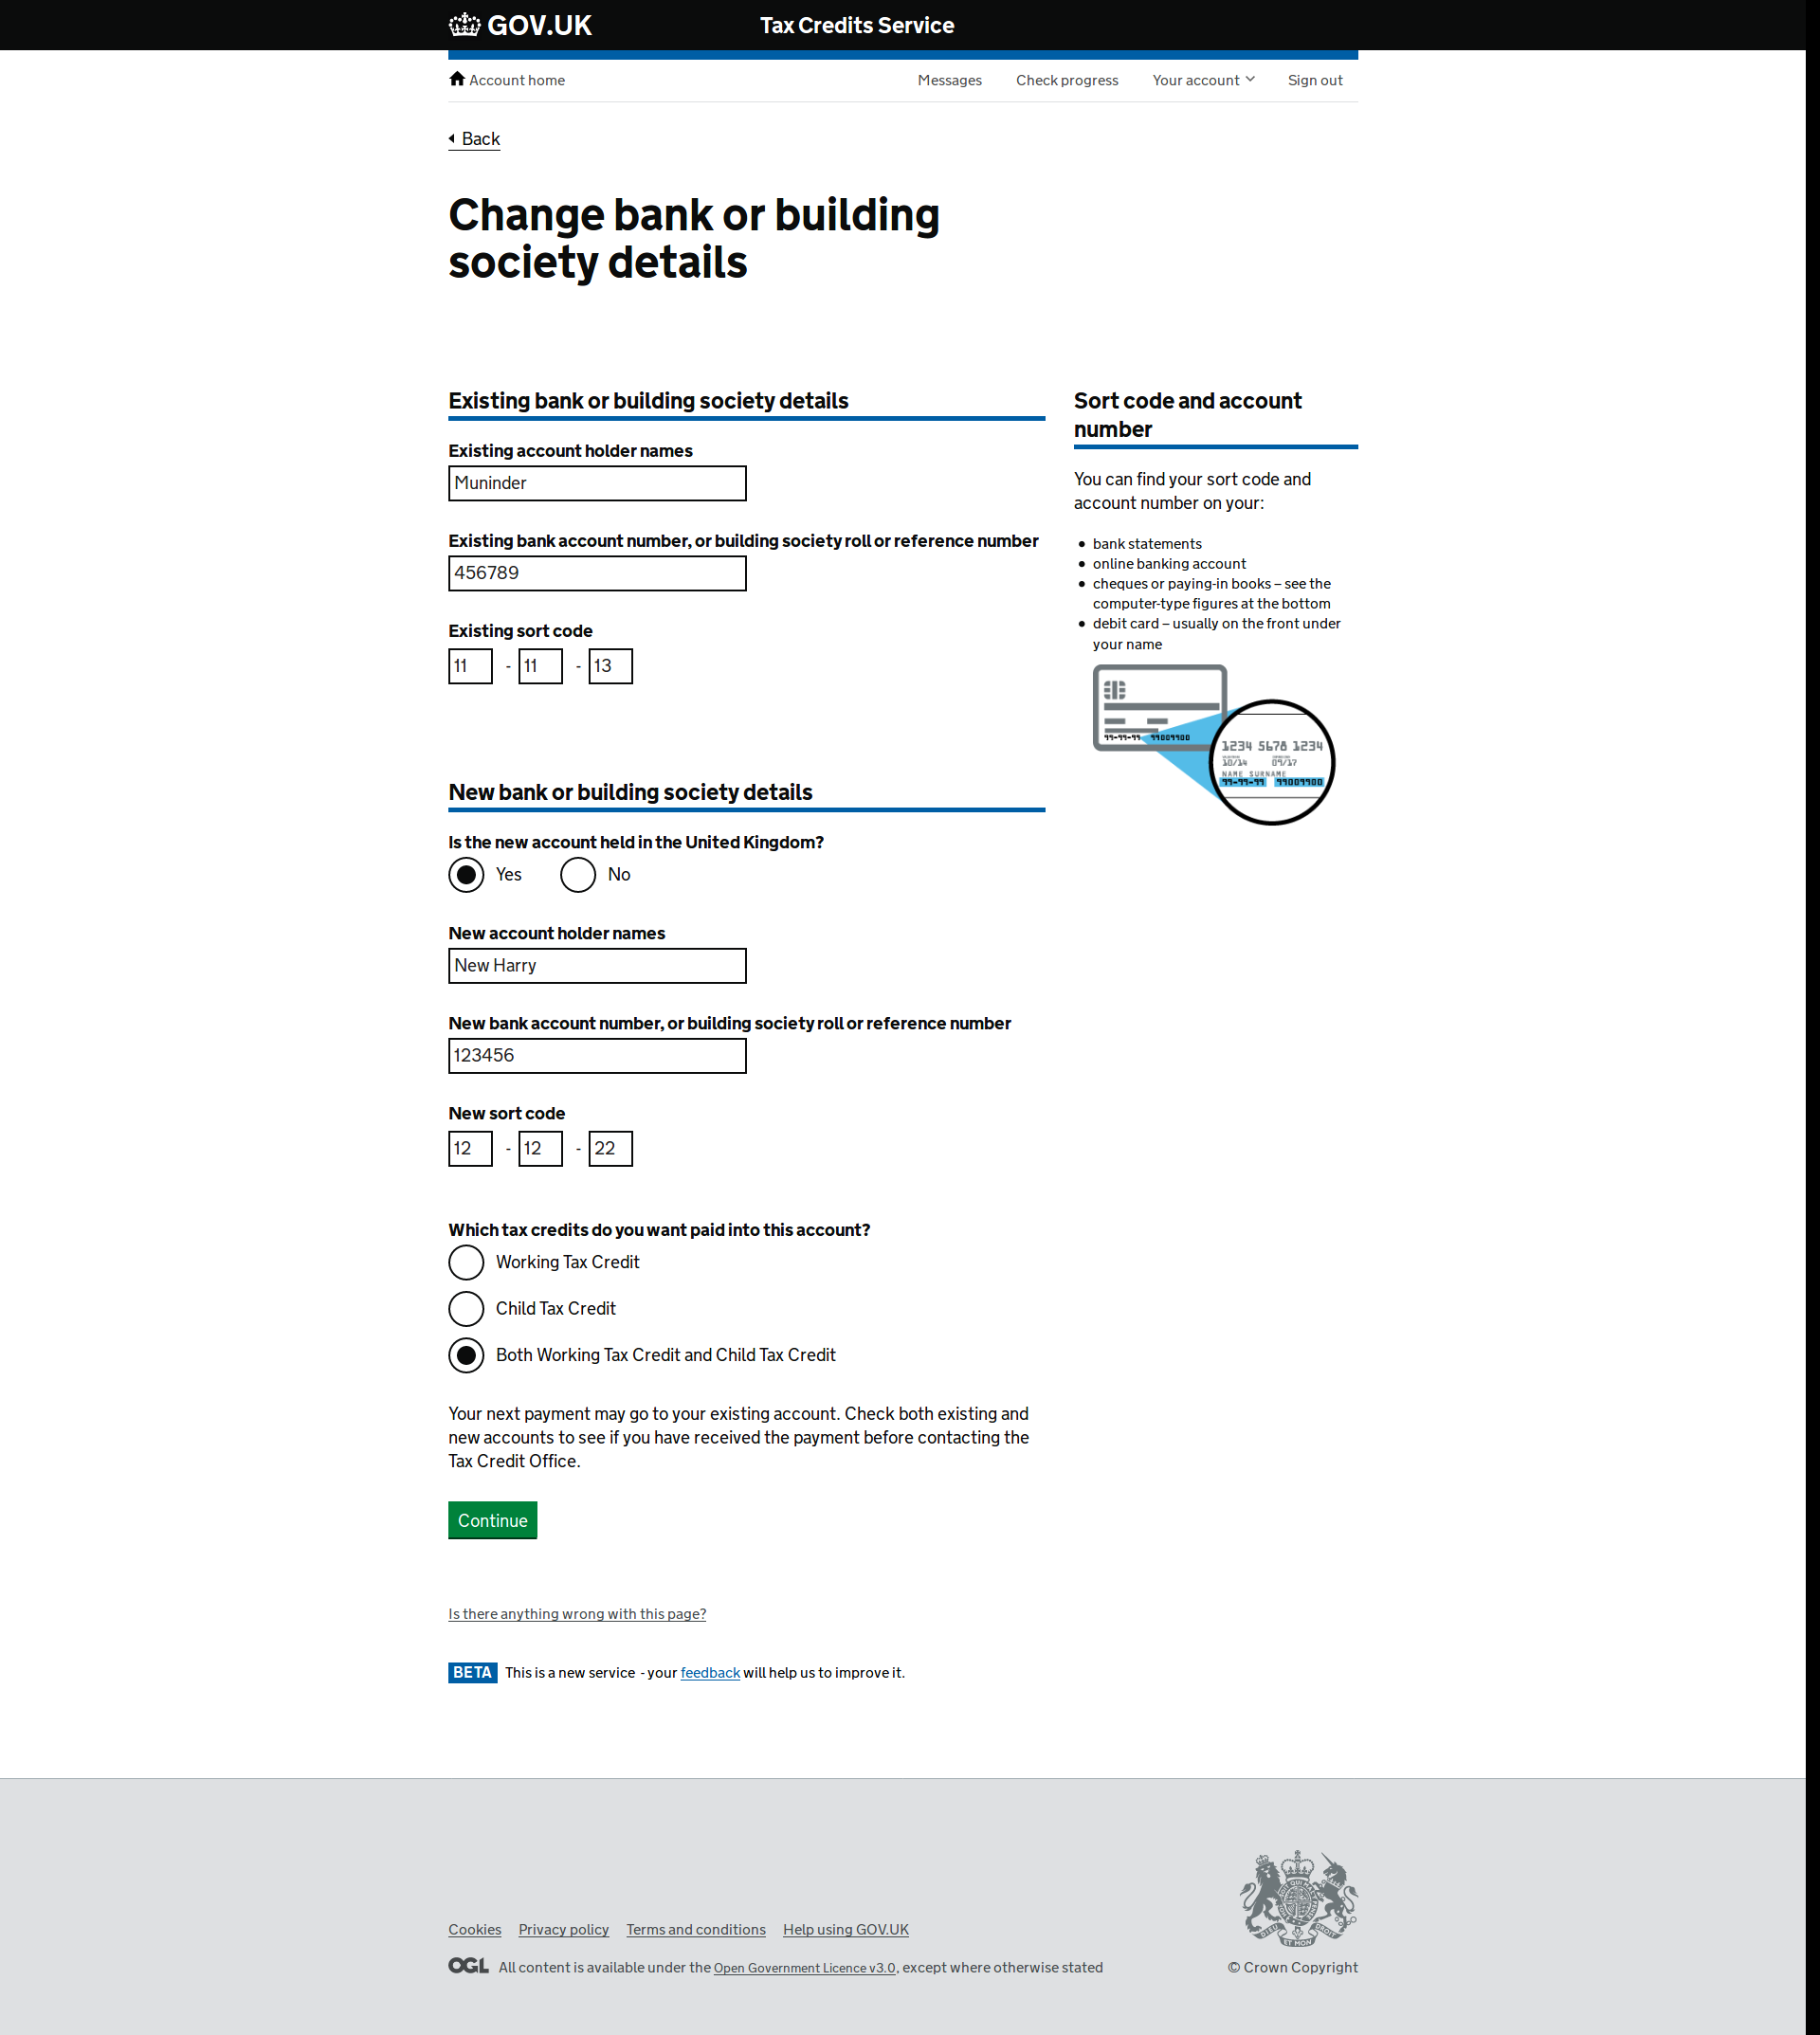 GOV.UK
Tax Credits Service
Account home
Messages
Check progress
Your account
Sign out
Back
Change bank or building
society details
Existing bank or building society details
Existing account holder names
Muninder
Existing bank account number, or building society roll or reference number
456789
Existing sort code
11 - 11 - 13
New bank or building society details
Is the new account held in the United Kingdom?
Yes No
New account holder names
New Harry
New bank account number, or building society roll or reference number
123456
New sort code
12 - 12 - 22
Which tax credits do you want paid into this account?
Working Tax Credit
Child Tax Credit
Both Working Tax Credit and Child Tax Credit
Your next payment may go to your existing account. Check both existing and
new accounts to see if you have received the payment before contacting the
Tax Credit Office.
Continue
Is there anything wrong with this page?
BETA This is a new service - your feedback will help us to improve it.
Sort code and account
number
You can find your sort code and
account number on your:
bank statements
online banking account
cheques or paying-in books – see the
computer-type figures at the bottom
debit card – usually on the front under
your name
99-99-99 99009900
1234 5678 1234
10/14 09/17
NAME SURNAME
99-99-99 99009900
Cookies Privacy policy Terms and conditions Help using GOV.UK
OGL All content is available under the Open Government Licence v3.0, except where otherwise stated
© Crown Copyright